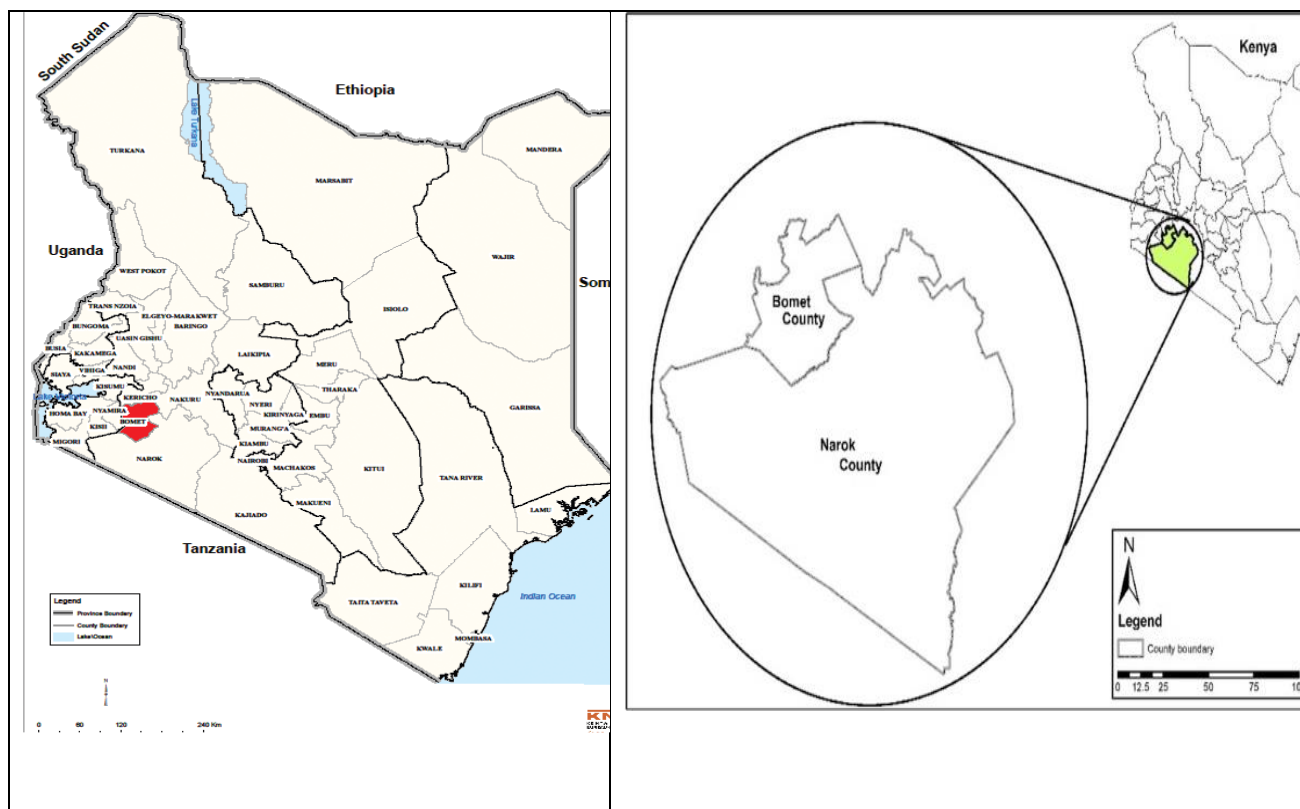 South Sudan
Ethiopia
Lake Turkana
TURKANA
MANDERA
MARSABIT
Uganda
WAJIR
Som
WEST POKOT
SAMBURU
ISIOLO
TRANS NZOIA
ELGEYO-MARAKWET
BUNGOMA
BARINGO
UASIN GISHU
BUSIA
KAKAMEGA
LAIKIPIA
MERU
SIAYA
VIHIGA
NANDI
KISUMU
THARAKA
KERICHO
NYANDARUA
NAKURU
NYERI
GARISSA
HOMA BAY
NYAMIRA
KIRINYAGA
EMBU
BOMET
KISII
MURANG'A
MIGORI
KIAMBU
NAROK
NAIROBI
MACHAKOS
KITUI
TANA RIVER
MAKUENI
LAMU
KAJIADO
Tanzania
KILIFI
TAITA TAVETA
Indian Ocean
MOMBASA
KWALE
Legend
Province Boundary
County Boundary
Lake\Ocean
N
0 60 120 240 Km
KN
Kenya
Bomet
County
Narok
County
N
Legend
County boundary
0 12.5 25 50 75 10